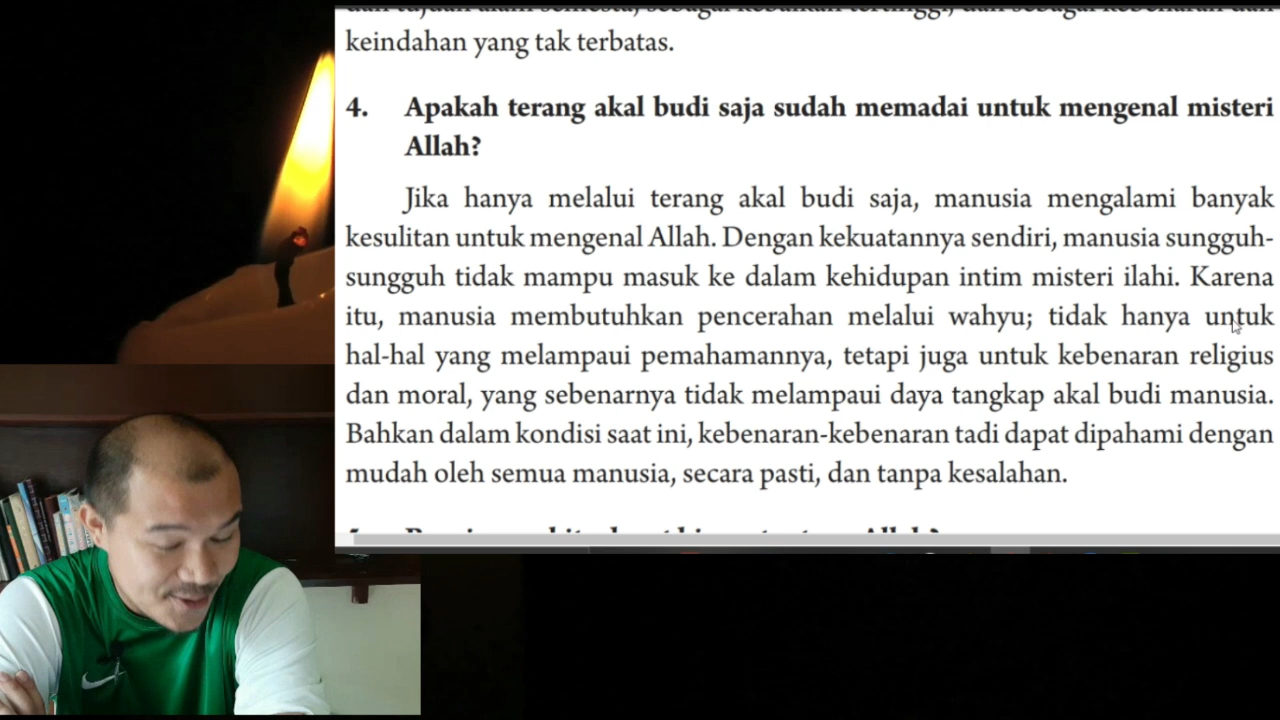 keindahan yang tak terbatas.
4. Apakah terang akal budi saja sudah memadai untuk mengenal misteri
Allah?
Jika hanya melalui terang akal budi saja, manusia mengalami banyak
kesulitan untuk mengenal Allah. Dengan kekuatannya sendiri, manusia sungguh-
sungguh tidak mampu masuk ke dalam kehidupan intim misteri ilahi. Karena
itu, manusia membutuhkan pencerahan melalui wahyu; tidak hanya untuk
hal-hal yang melampaui pemahamannya, tetapi juga untuk kebenaran religius
dan moral, yang sebenarnya tidak melampaui daya tangkap akal budi manusia.
Bahkan dalam kondisi saat ini, kebenaran-kebenaran tadi dapat dipahami dengan
mudah oleh semua manusia, secara pasti, dan tanpa kesalahan.